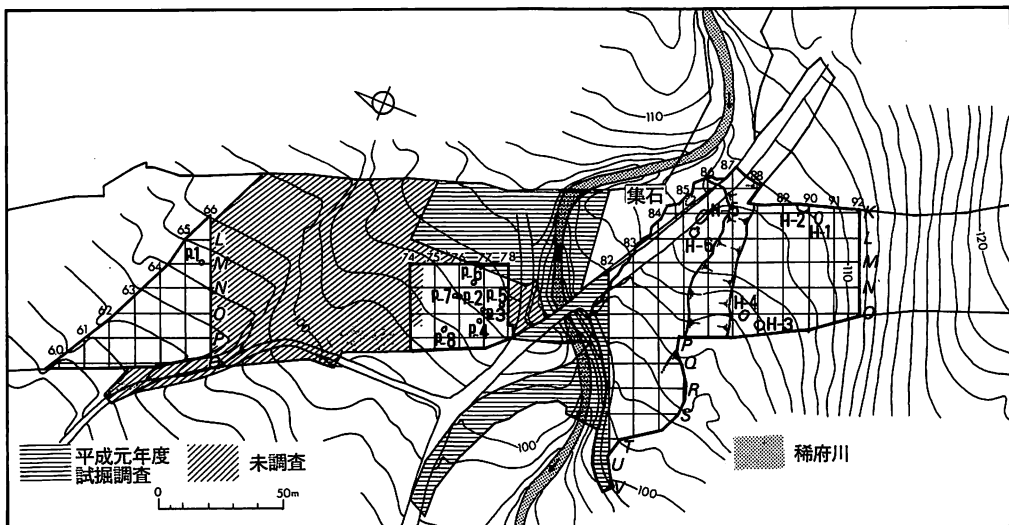 110
87
86
88
85
84
83
82
集石
89
90
91
92
H-5
H-6
H-2
H-1
H-4
H-3
K
L
M
N
O
110
120
66
65
64
63
62
61
60
P-1
L
M
N
O
P
74
75
76
77
78
P-6
P-7
P-2
P-5
P-3
P-4
P-8
P
Q
R
S
T
U
V
100
100
平成元年度
試掘調査
未調査
稀府川
0
50m